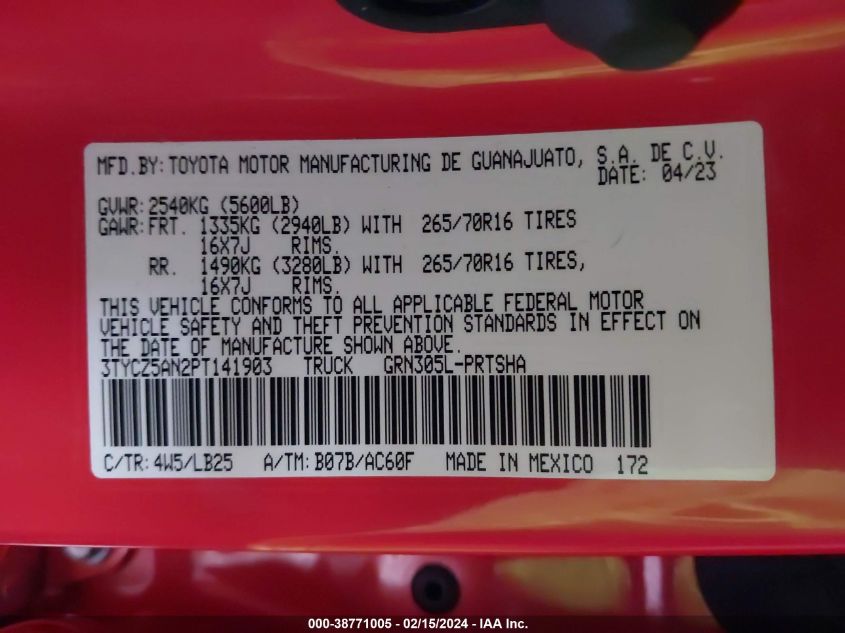 MFD.BY:TOYOTA MOTOR MANUFACTURING DE GUANAJUATO, S.A. DE C.V.
DATE: 04/23
GVWR:2540KG (5600LB)
GAWR:FRT. 1335KG (2940LB) WITH 265/70R16 TIRES
16X7J RIMS.
RR. 1490KG (3280LB) WITH 265/70R16 TIRES,
16X7J RIMS.
THIS VEHICLE CONFORMS TO ALL APPLICABLE FEDERAL MOTOR
VEHICLE SAFETY AND THEFT PREVENTION STANDARDS IN EFFECT ON
THE DATE OF MANUFACTURE SHOWN ABOVE.
3TYCZ5AN2PT141903 TRUCK GRN305L-PRTSHA
C/TR:4W5/LB25 A/TM:B07B/AC60F MADE IN MEXICO 172
000-38771005 - 02/15/2024 - IAA Inc.